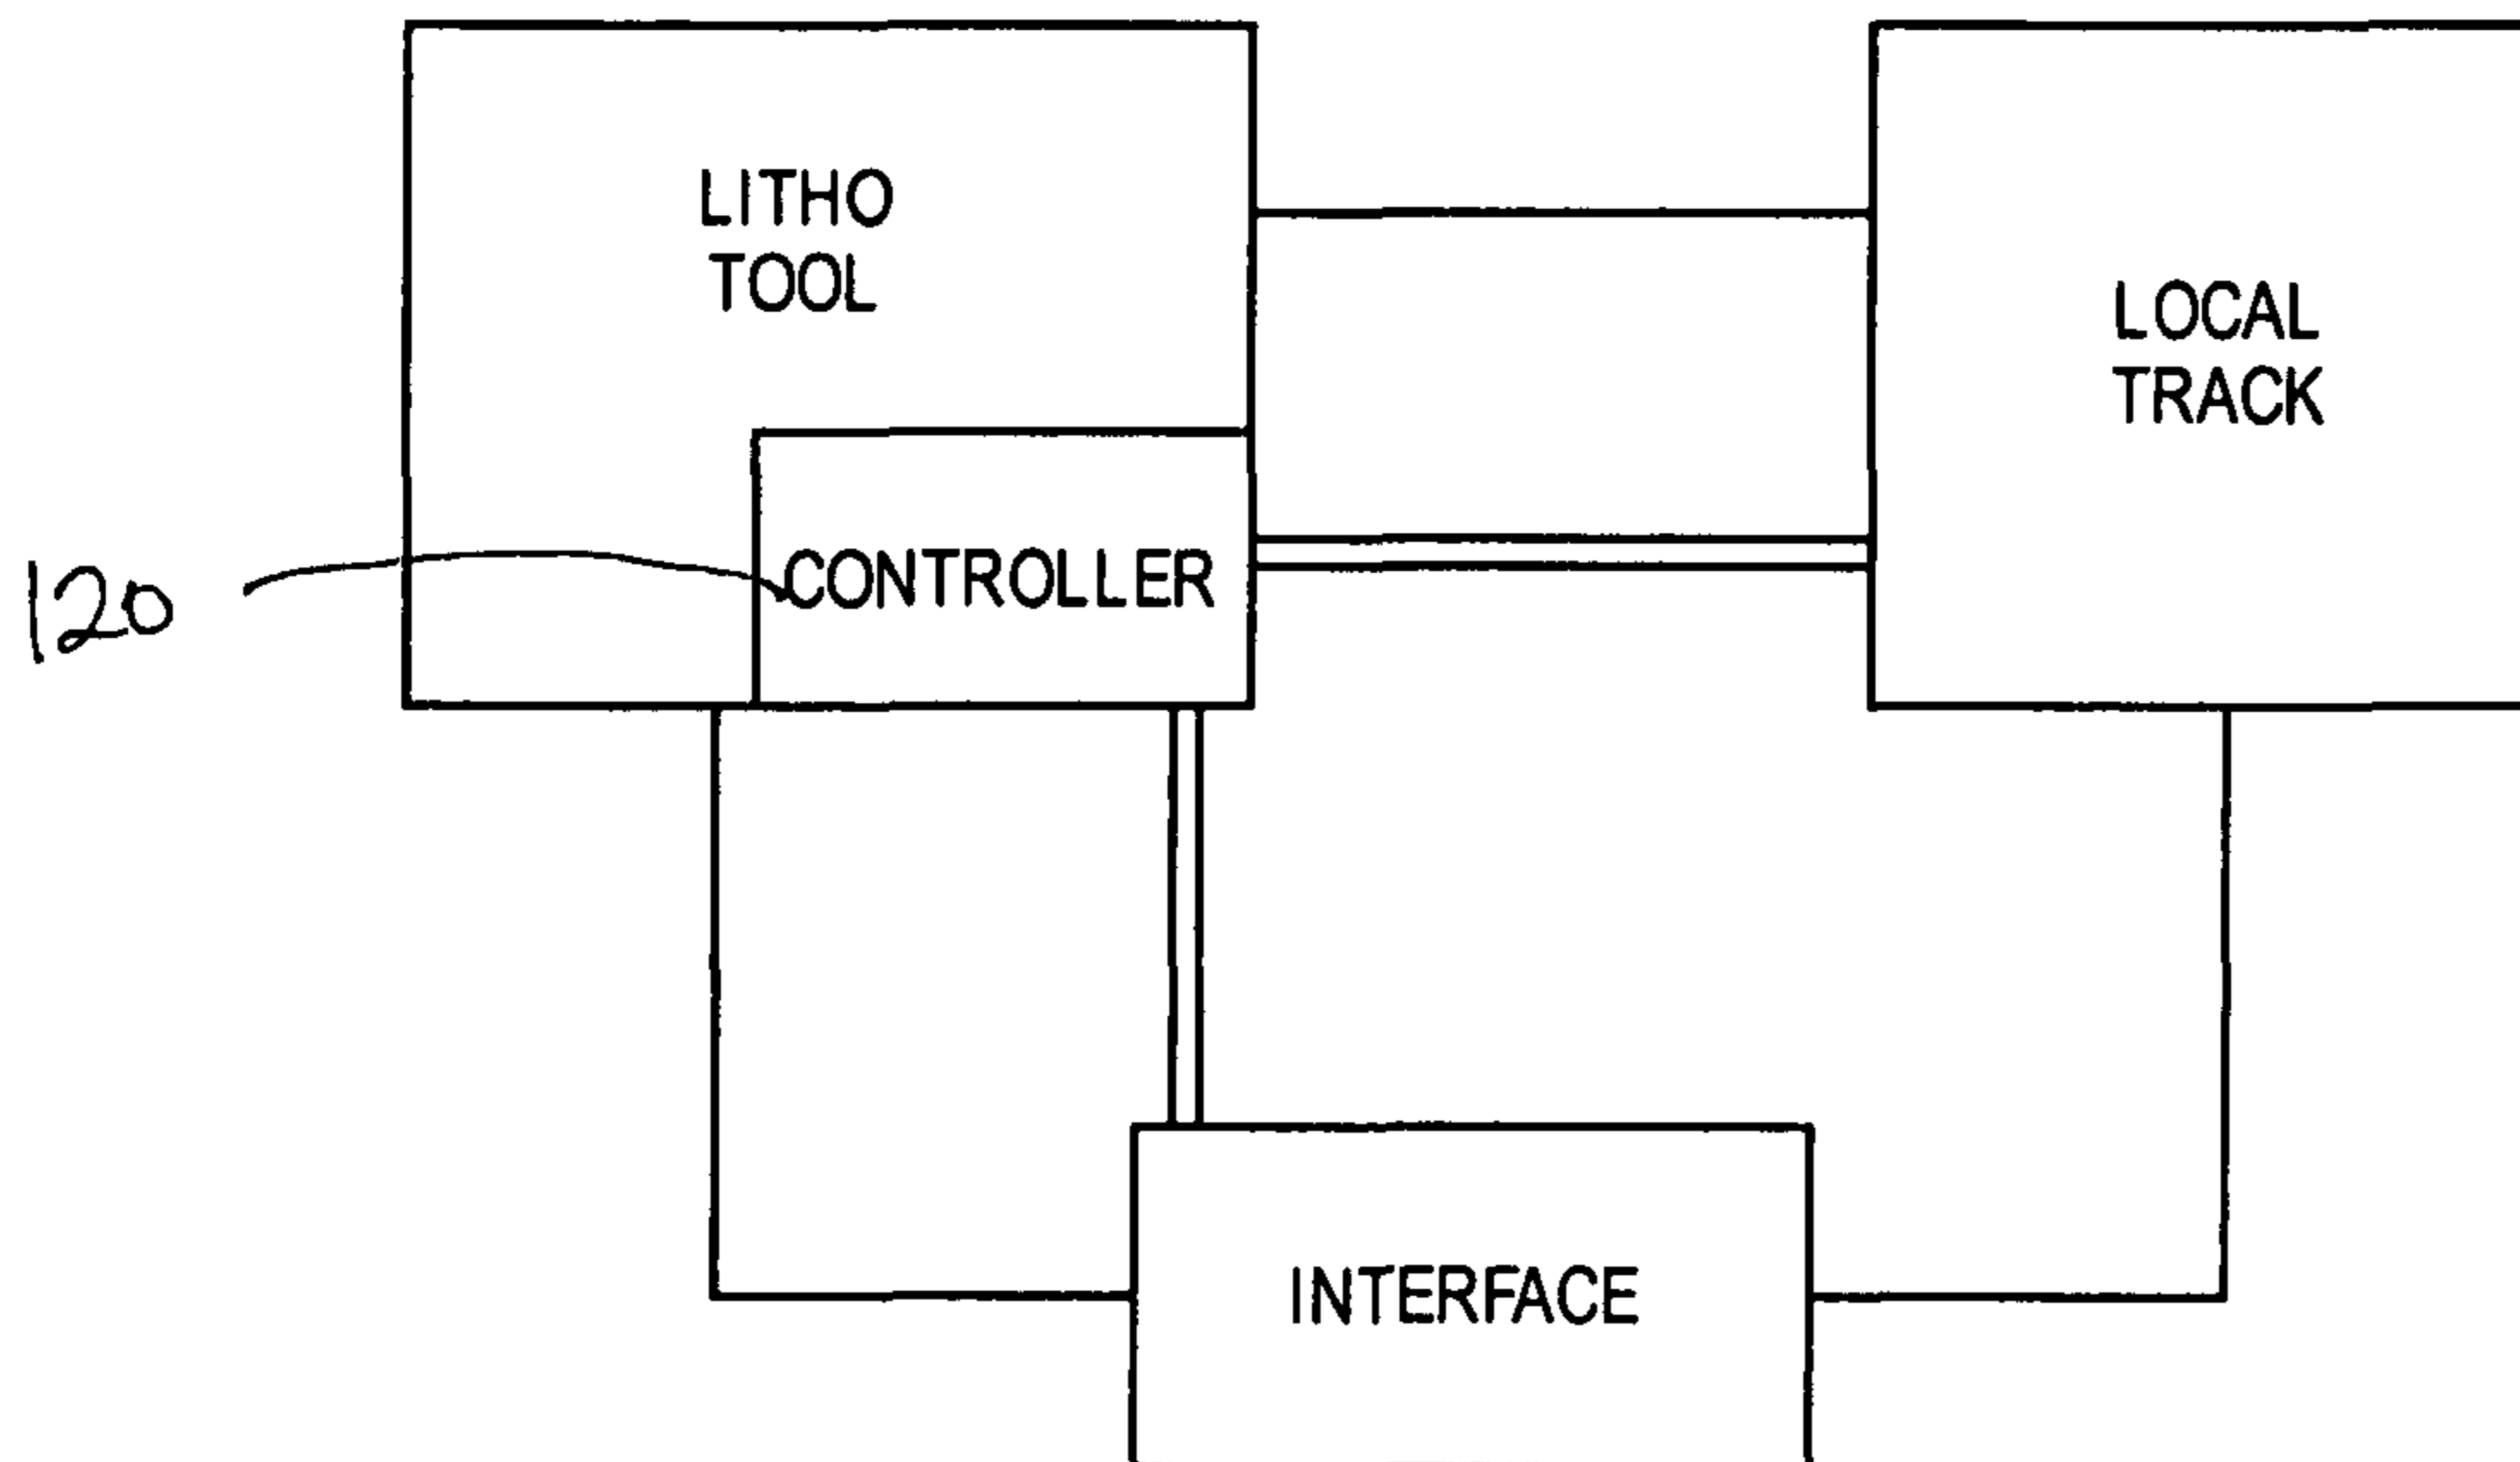 LITHO
TOOL
LOCAL
TRACK
CONTROLLER
120
INTERFACE